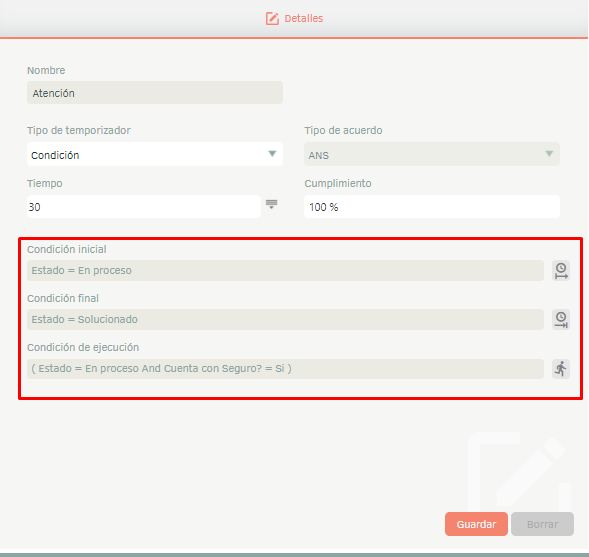 Detalles
Nombre
Atención
Tipo de temporizador
Tipo de acuerdo
Condición
ANS
Tiempo
Cumplimiento
30
100 %
Condición inicial
Estado = En proceso
Condición final
Estado = Solucionado
Condición de ejecución
( Estado = En proceso And Cuenta con Seguro? = Si )
Guardar
Borrar